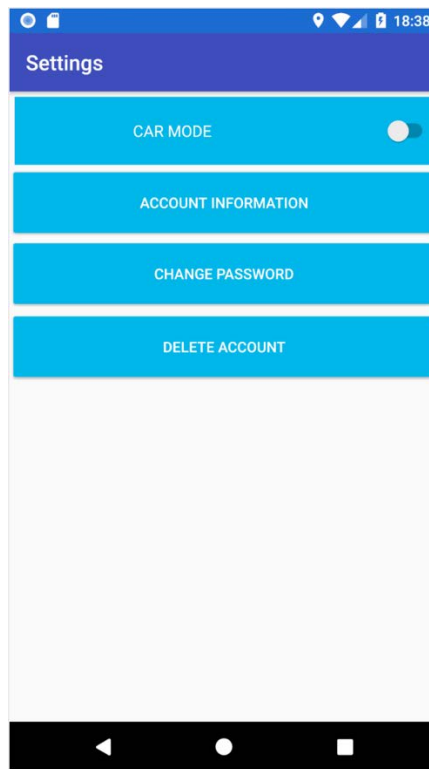 18:38
Settings
CAR MODE
ACCOUNT INFORMATION
CHANGE PASSWORD
DELETE ACCOUNT